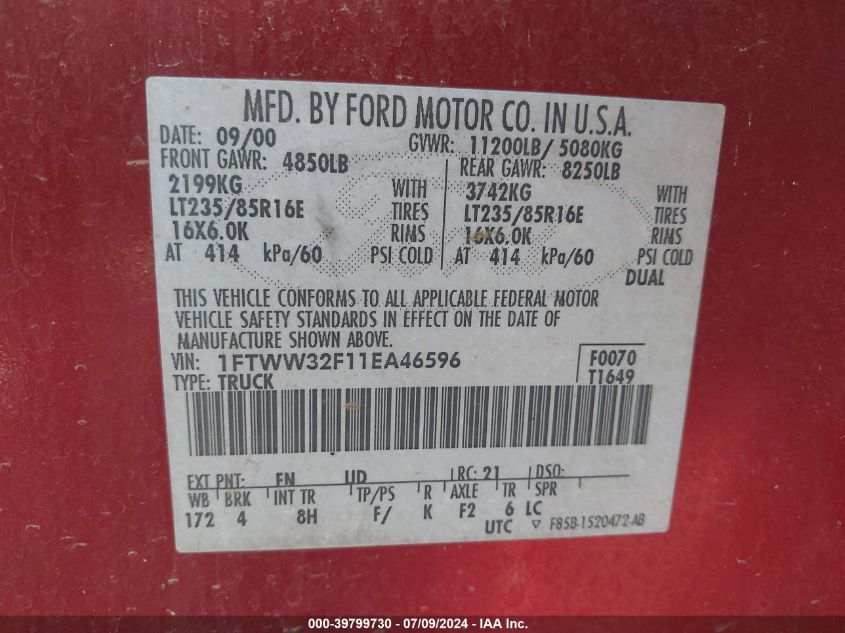 MFD. BY FORD MOTOR CO. IN U.S.A.
DATE: 09/00 GVWR: 11200LB/ 5080KG
FRONT GAWR: 4850LB REAR GAWR: 8250LB
2199KG WITH 3742KG WITH
LT235/85R16E TIRES LT235/85R16E TIRES
16X6.0K RIMS 16X6.0K RIMS
AT 414 kPa/60 PSI COLD AT 414 kPa/60 PSI COLD
DUAL
THIS VEHICLE CONFORMS TO ALL APPLICABLE FEDERAL MOTOR
VEHICLE SAFETY STANDARDS IN EFFECT ON THE DATE OF
MANUFACTURE SHOWN ABOVE.
VIN: 1FTWW32F11EA46596 F0070
TYPE: TRUCK T1649
EXT PNT: FN UD RC: 21 DSO:
WB BRK INT TR TP/PS R AXLE TR SPR
172 4 8H F/ K F2 6 LC
UTC ▽ F85B-1520472-AB
000-39799730 - 07/09/2024 - IAA Inc.